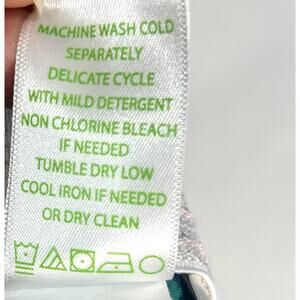 MACHINE WASH COLD
SEPARATELY
DELICATE CYCLE
WITH MILD DETERGENT
NON CHLORINE BLEACH
IF NEEDED
TUMBLE DRY LOW
COOL IRON IF NEEDED
OR DRY CLEAN